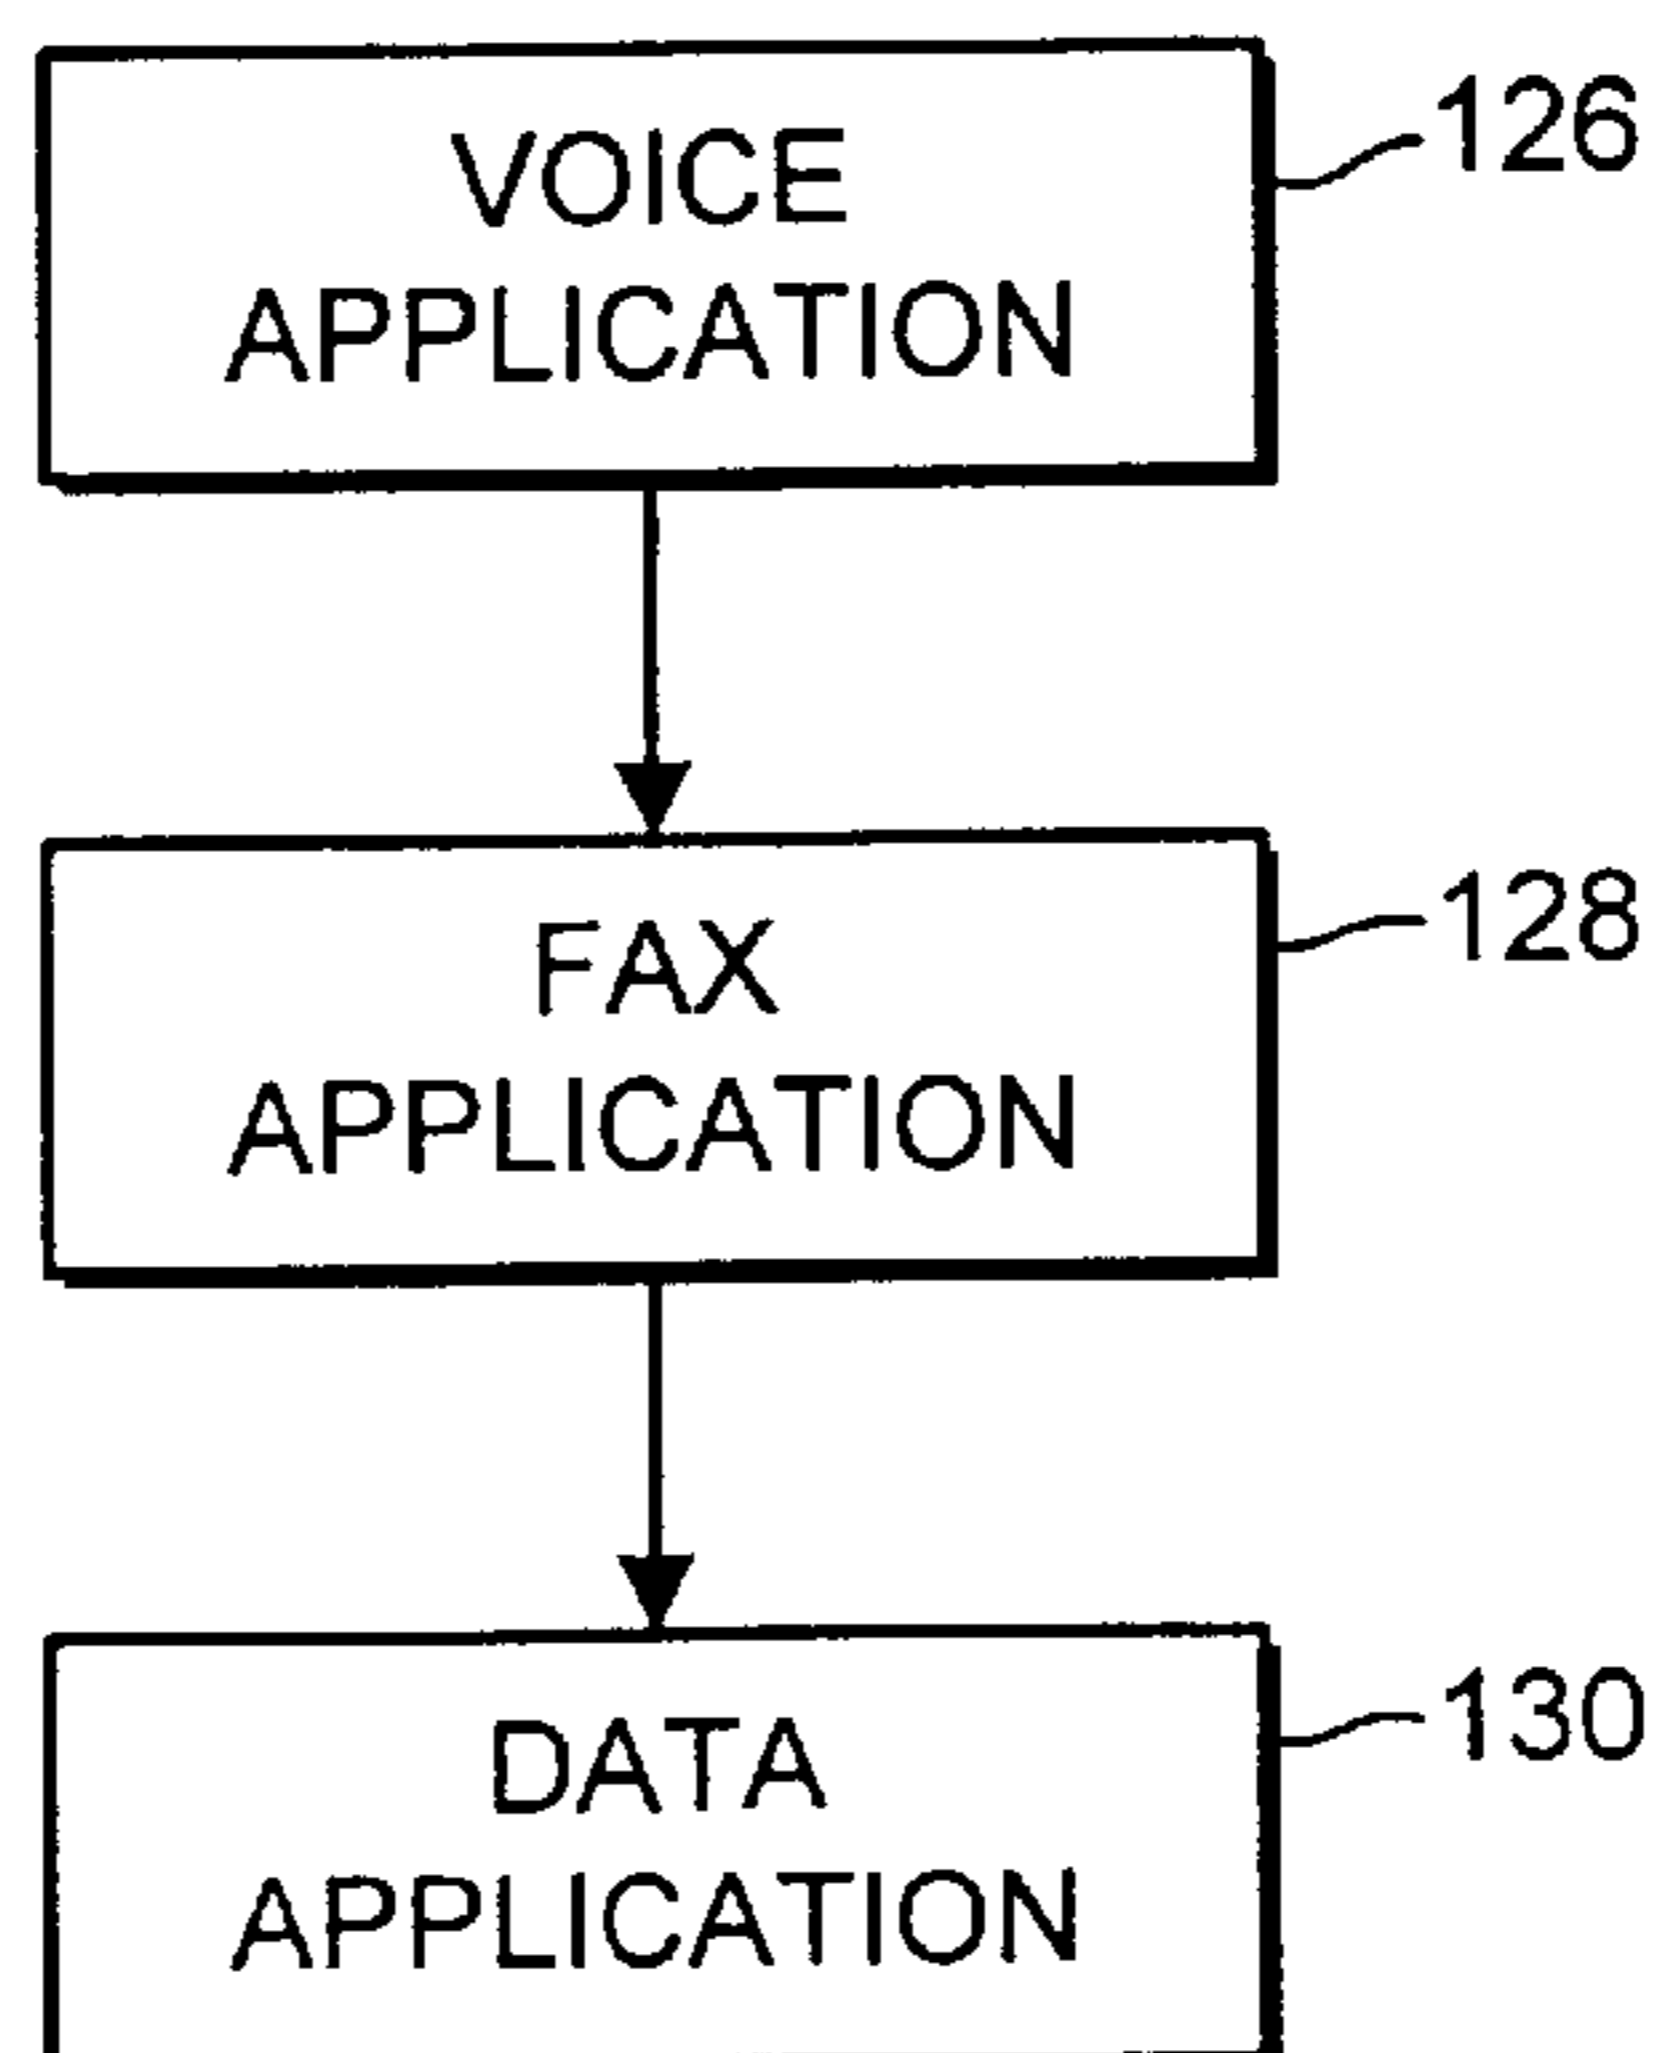 VOICE
APPLICATION
126
FAX
APPLICATION
128
DATA
APPLICATION
130